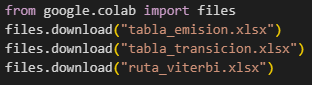 from google.colab import files
files.download("tabla_emision.xlsx")
files.download("tabla_transicion.xlsx")
files.download("ruta_viterbi.xlsx")